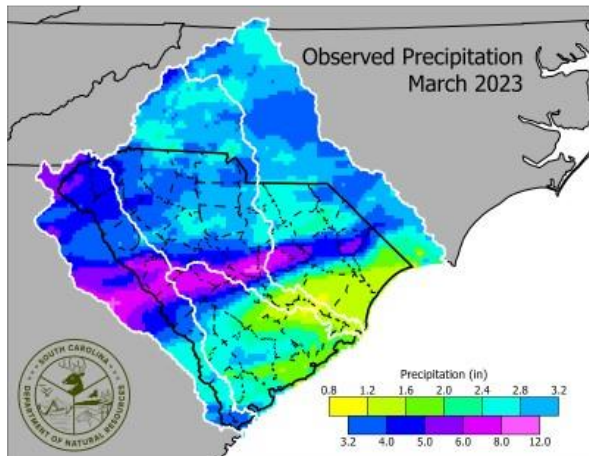 Observed Precipitation
March 2023
Precipitation (in)
0.8 1.2 1.6 2.0 2.4 2.8 3.2
3.2 4.0 5.0 6.0 8.0 12.0
SOUTH CAROLINA
DEPARTMENT OF NATURAL RESOURCES